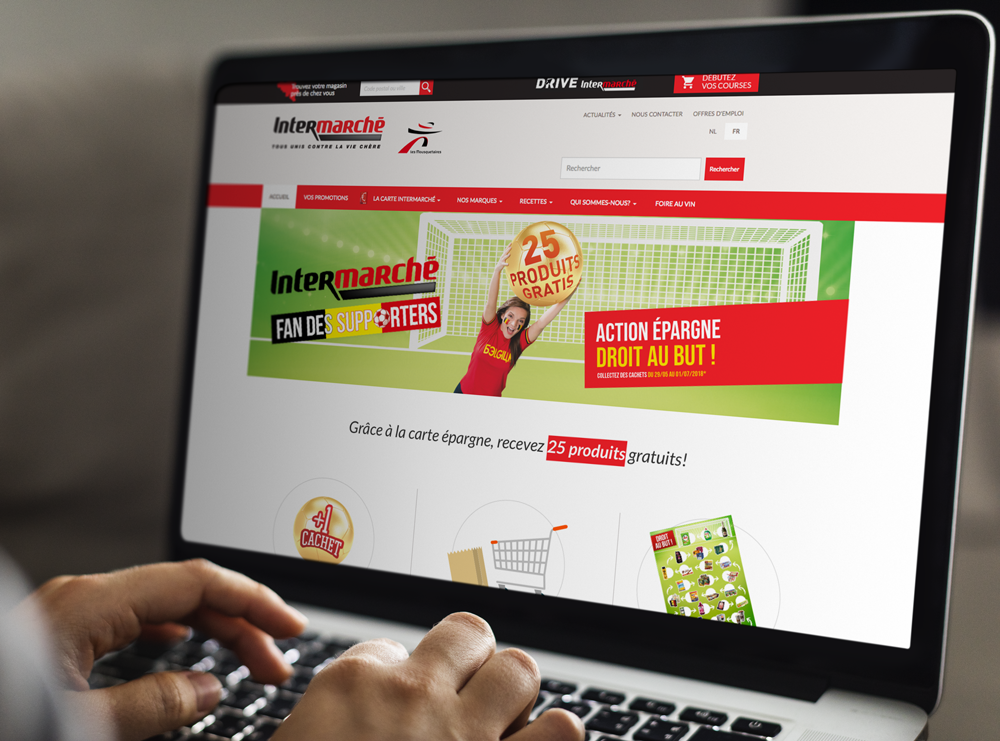 Trouvez votre magasin
près de chez vous
Code postal ou ville
DRIVE Intermarché
DÉBUTEZ
VOS COURSES
Intermarché
TOUS UNIS CONTRE LA VIE CHÈRE
Les Mousquetaires
ACTUALITÉS NOUS CONTACTER OFFRES D'EMPLOI
NL FR
Rechercher Rechercher
ACCUEIL VOS PROMOTIONS LA CARTE INTERMARCHÉ NOS MARQUES RECETTES QUI SOMMES-NOUS? FOIRE AU VIN
Intermarché
FAN DES SUPPORTERS
25
PRODUITS
GRATIS
BELGIUM
ACTION ÉPARGNE
DROIT AU BUT !
COLLECTEZ DES CACHETS DU 29/05 AU 01/07/2018*
Grâce à la carte épargne, recevez 25 produits gratuits!
+1
CACHET
DROIT
AU BUT !